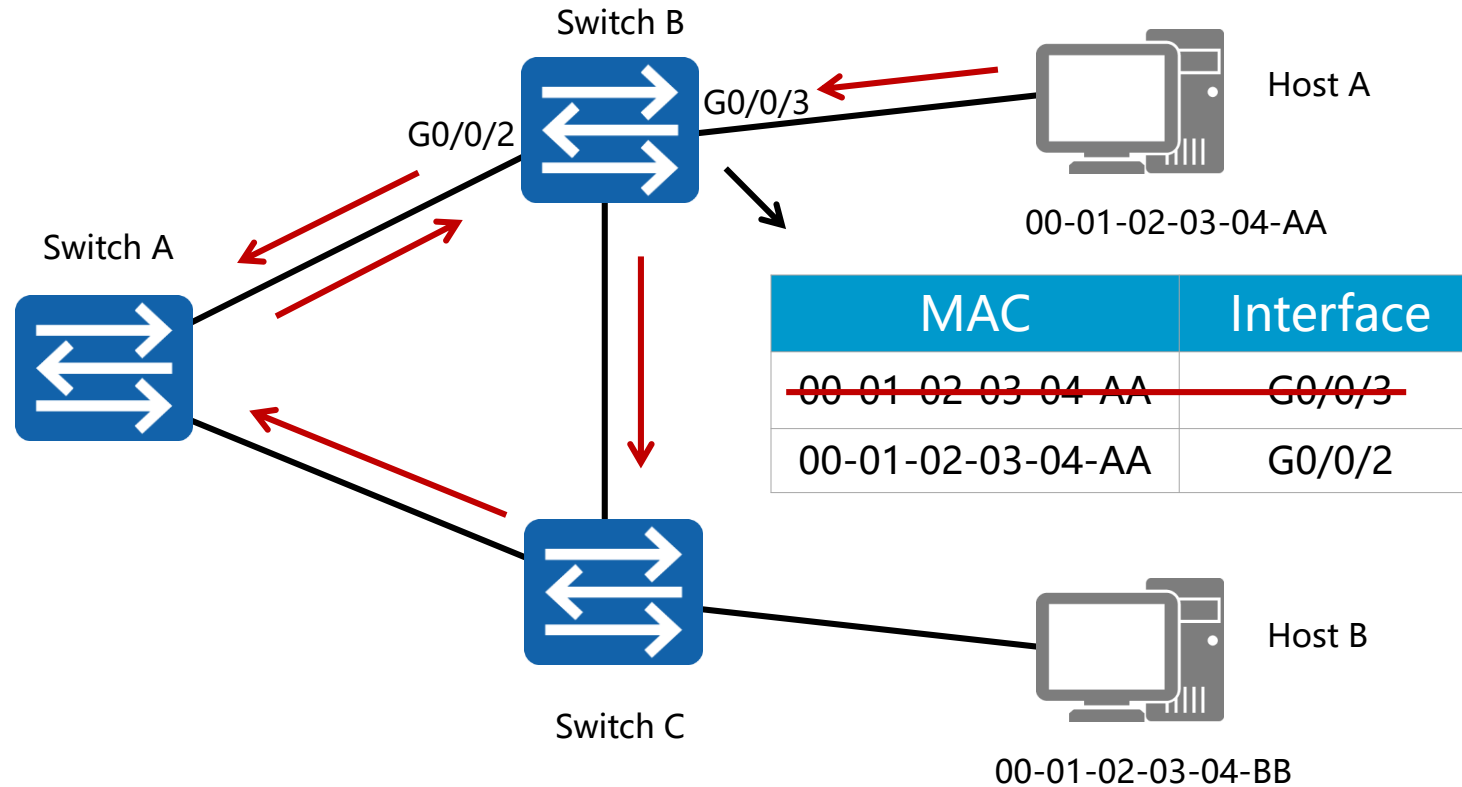 Switch B
Host A
G0/0/3
G0/0/2
00-01-02-03-04-AA
Switch A
MAC Interface
00-01-02-03-04-AA G0/0/3
00-01-02-03-04-AA G0/0/2
Host B
Switch C
00-01-02-03-04-BB